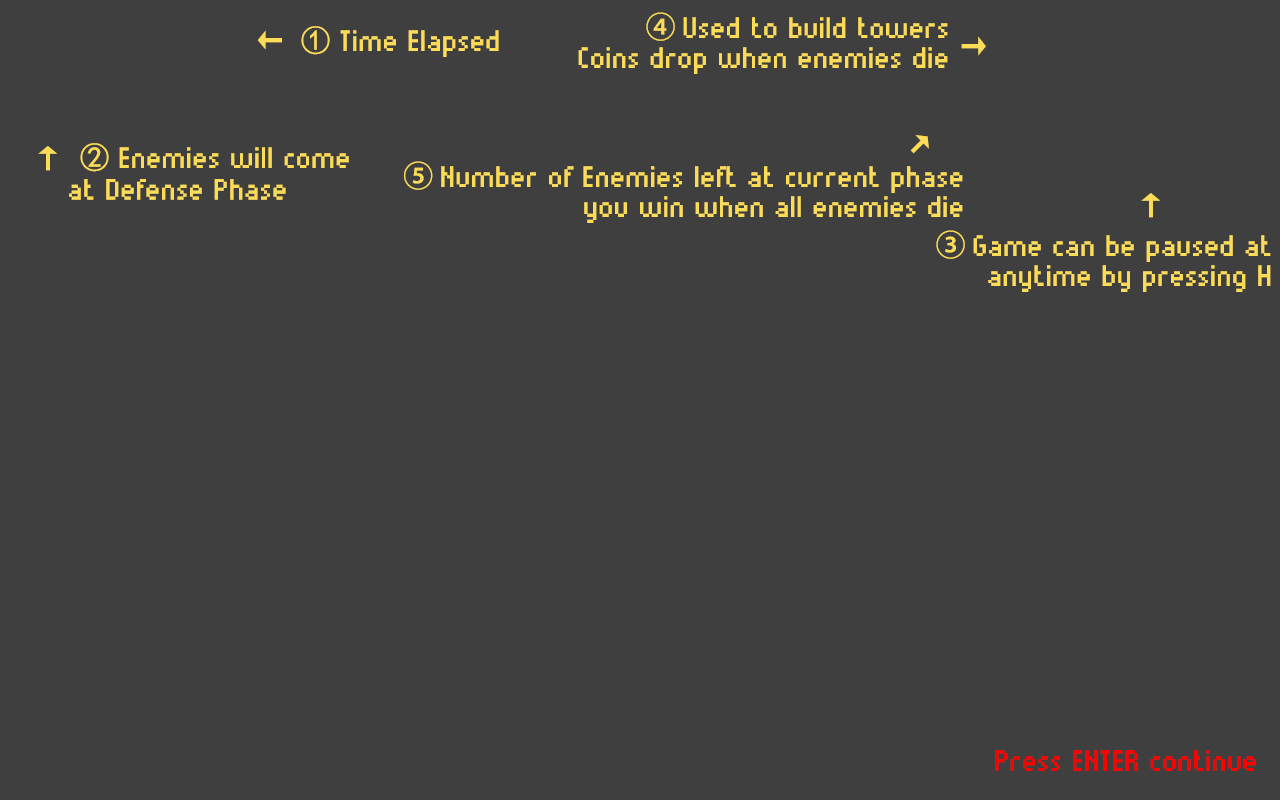 ← ① Time Elapsed
④ Used to build towers
Coins drop when enemies die →
↑ ② Enemies will come
at Defense Phase
↗
⑤ Number of Enemies left at current phase
you win when all enemies die
↑
③ Game can be paused at
anytime by pressing H
Press ENTER continue